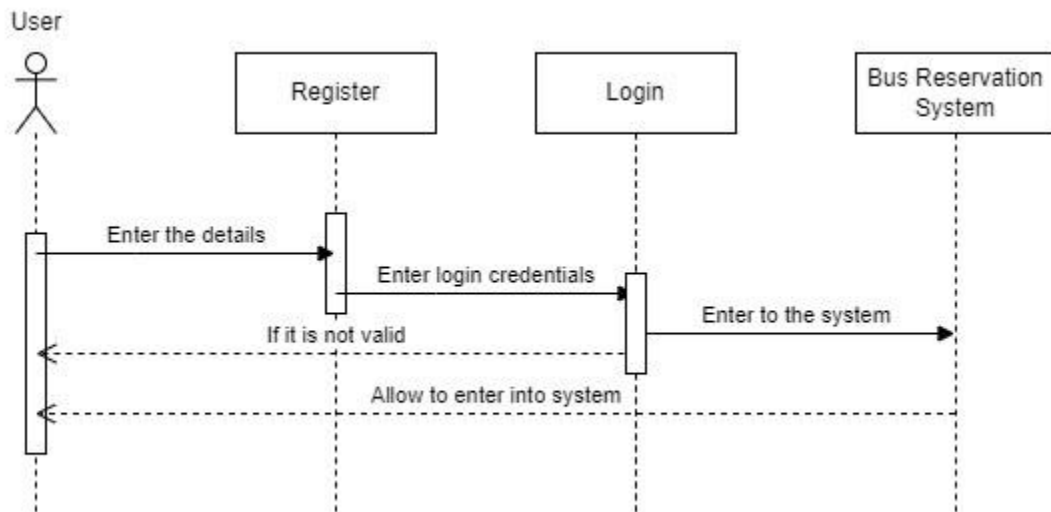 User
Register
Login
Bus Reservation
System
Enter the details
Enter login credentials
Enter to the system
If it is not valid
Allow to enter into system